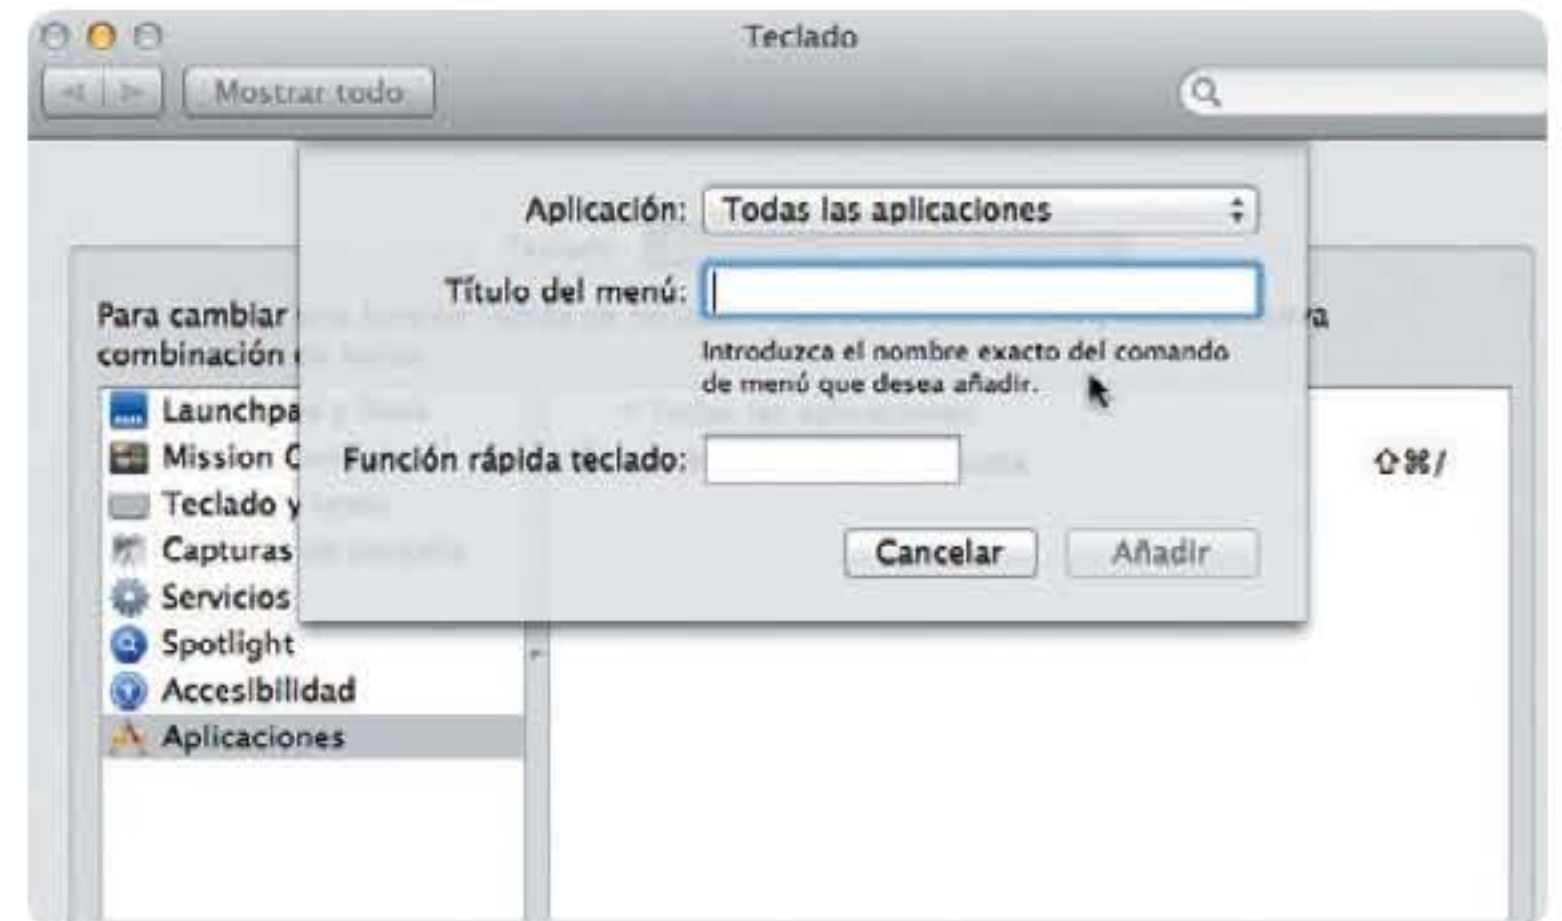 Teclado
Mostrar todo
Aplicación: Todas las aplicaciones
Título del menú:
Para cambiar
combinación
Introduzca el nombre exacto del comando
de menú que desea añadir.
Launchpa
Mission C
Función rápida teclado:
⇧⌘/
Teclado y
Capturas
Cancelar Añadir
Servicios
Spotlight
Accesibilidad
Aplicaciones